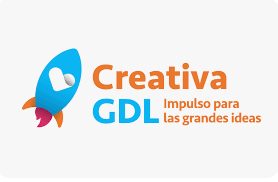 Creativa
GDL Impulso para
las grandes ideas